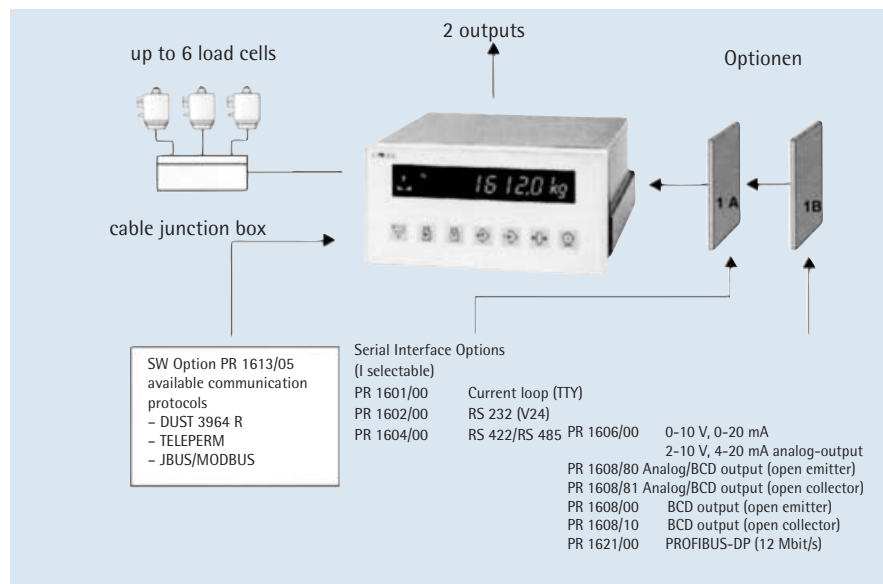 2 outputs
up to 6 load cells
Optionen
1612.0 kg
1 A
1B
cable junction box
SW Option PR 1613/05
available communication
protocols
– DUST 3964 R
– TELEPERM
– JBUS/MODBUS
Serial Interface Options
(I selectable)
PR 1601/00 Current loop (TTY)
PR 1602/00 RS 232 (V24)
PR 1604/00 RS 422/RS 485
PR 1606/00 0-10 V, 0-20 mA
2-10 V, 4-20 mA analog-output
PR 1608/80 Analog/BCD output (open emitter)
PR 1608/81 Analog/BCD output (open collector)
PR 1608/00 BCD output (open emitter)
PR 1608/10 BCD output (open collector)
PR 1621/00 PROFIBUS-DP (12 Mbit/s)